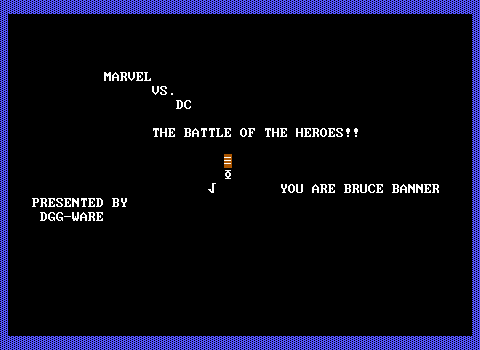 MARVEL
VS.
DC
THE BATTLE OF THE HEROES!!
YOU ARE BRUCE BANNER
PRESENTED BY
DGG-WARE